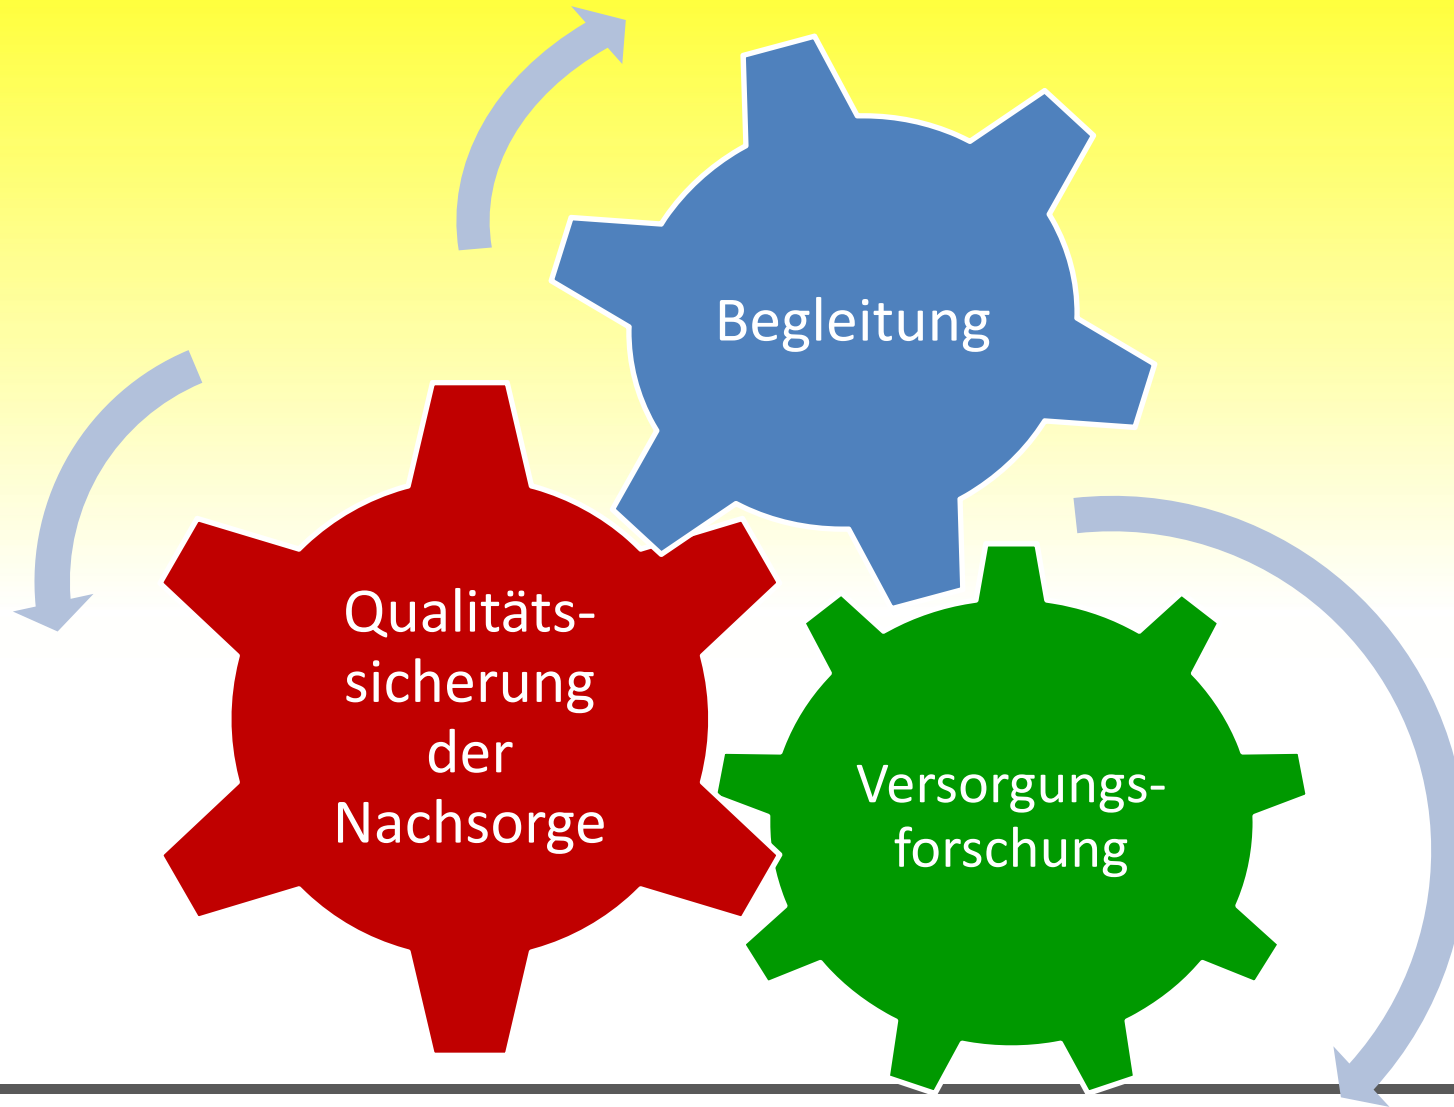 Begleitung
Qualitäts-
sicherung
der
Nachsorge
Versorgungs-
forschung